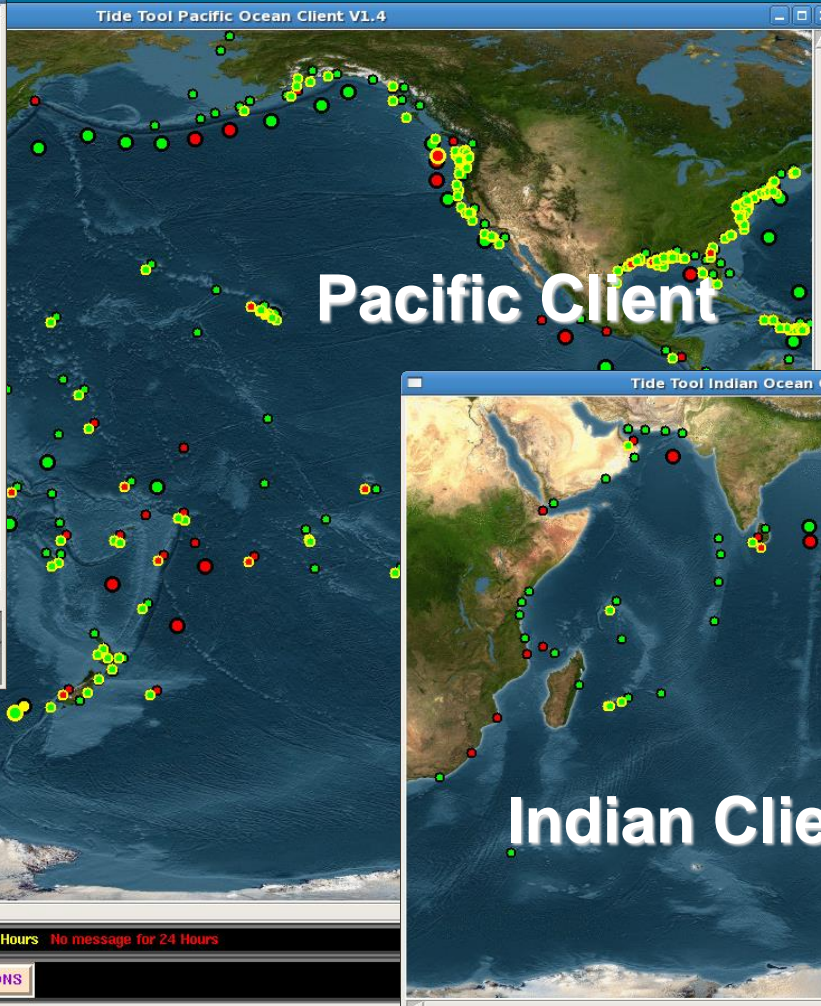 Tide Tool Pacific Ocean Client V1.4
Pacific Client
Tide Tool Indian Ocean
Indian Clie
Hours No message for 24 Hours
NS